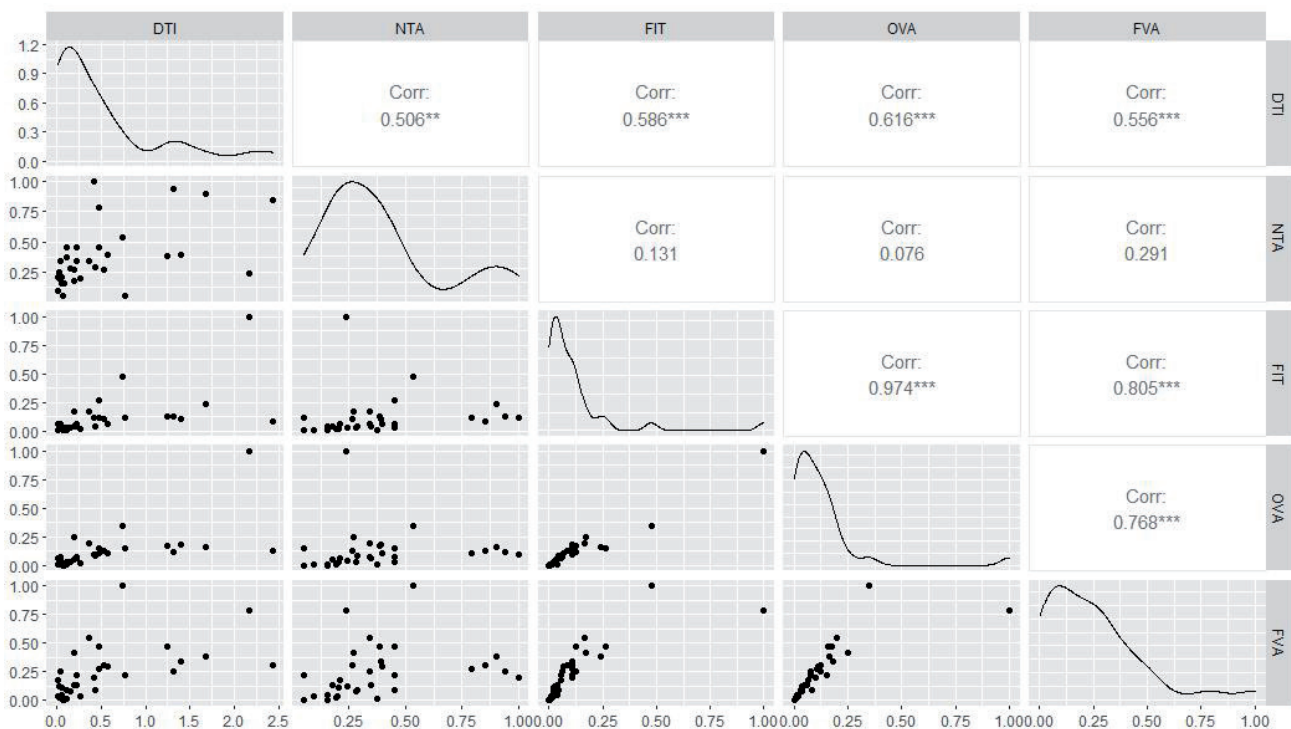 DTI NTA FIT OVA FVA
1.2
0.9
0.6
0.3
0.0
Corr:
0.506**
Corr:
0.586***
Corr:
0.616***
Corr:
0.556***
DTI
1.00
0.75
0.50
0.25
Corr:
0.131
Corr:
0.076
Corr:
0.291
NTA
1.00
0.75
0.50
0.25
0.00
Corr:
0.974***
Corr:
0.805***
FIT
1.00
0.75
0.50
0.25
0.00
Corr:
0.768***
OVA
1.00
0.75
0.50
0.25
0.00
FVA
0.0 0.5 1.0 1.5 2.0 2.5
0.25 0.50 0.75 1.00
0.00 0.25 0.50 0.75 1.00
0.00 0.25 0.50 0.75 1.00
0.00 0.25 0.50 0.75 1.00